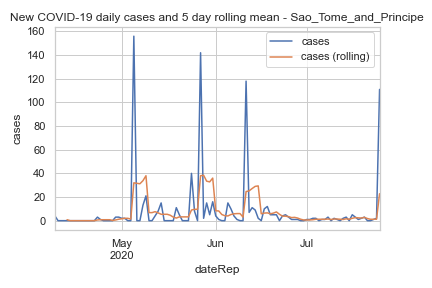 New COVID-19 daily cases and 5 day rolling mean - Sao_Tome_and_Principe
cases
cases (rolling)
160
140
120
100
80
60
40
20
0
cases
May
2020
Jun
Jul
dateRep